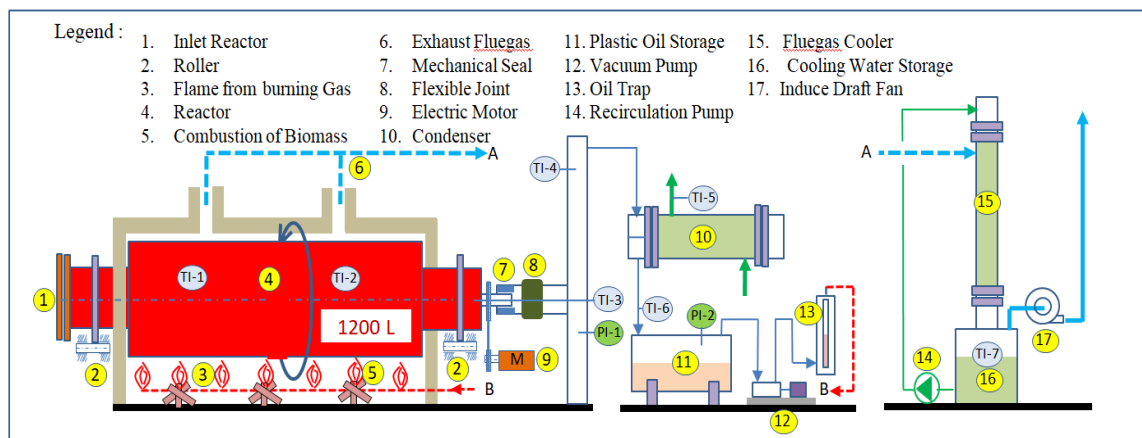 Legend :
1. Inlet Reactor
2. Roller
3. Flame from burning Gas
4. Reactor
5. Combustion of Biomass
6. Exhaust Fluegas
7. Mechanical Seal
8. Flexible Joint
9. Electric Motor
10. Condenser
11. Plastic Oil Storage
12. Vacuum Pump
13. Oil Trap
14. Recirculation Pump
15. Fluegas Cooler
16. Cooling Water Storage
17. Induce Draft Fan
A
6
TI-4
A
TI-5
15
10
TI-1
4
TI-2
7
8
1
TI-3
TI-6
PI-2
13
1200 L
PI-1
17
2
3
5
2
M
9
11
B
B
14
TI-7
16
12